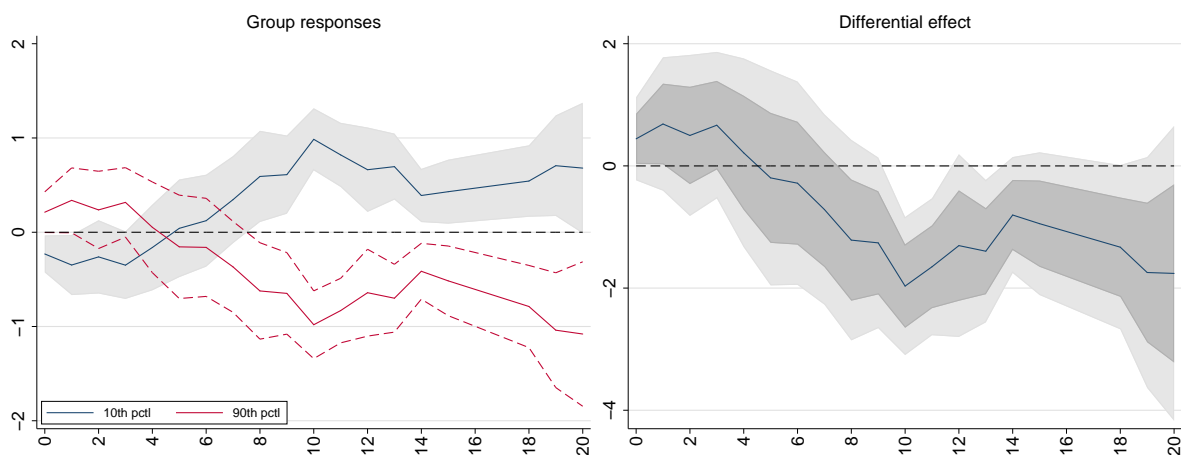 Group responses
2
1
0
−1
−2
10th pctl
90th pctl
0 2 4 6 8 10 12 14 16 18 20
Differential effect
2
0
−2
−4
0 2 4 6 8 10 12 14 16 18 20